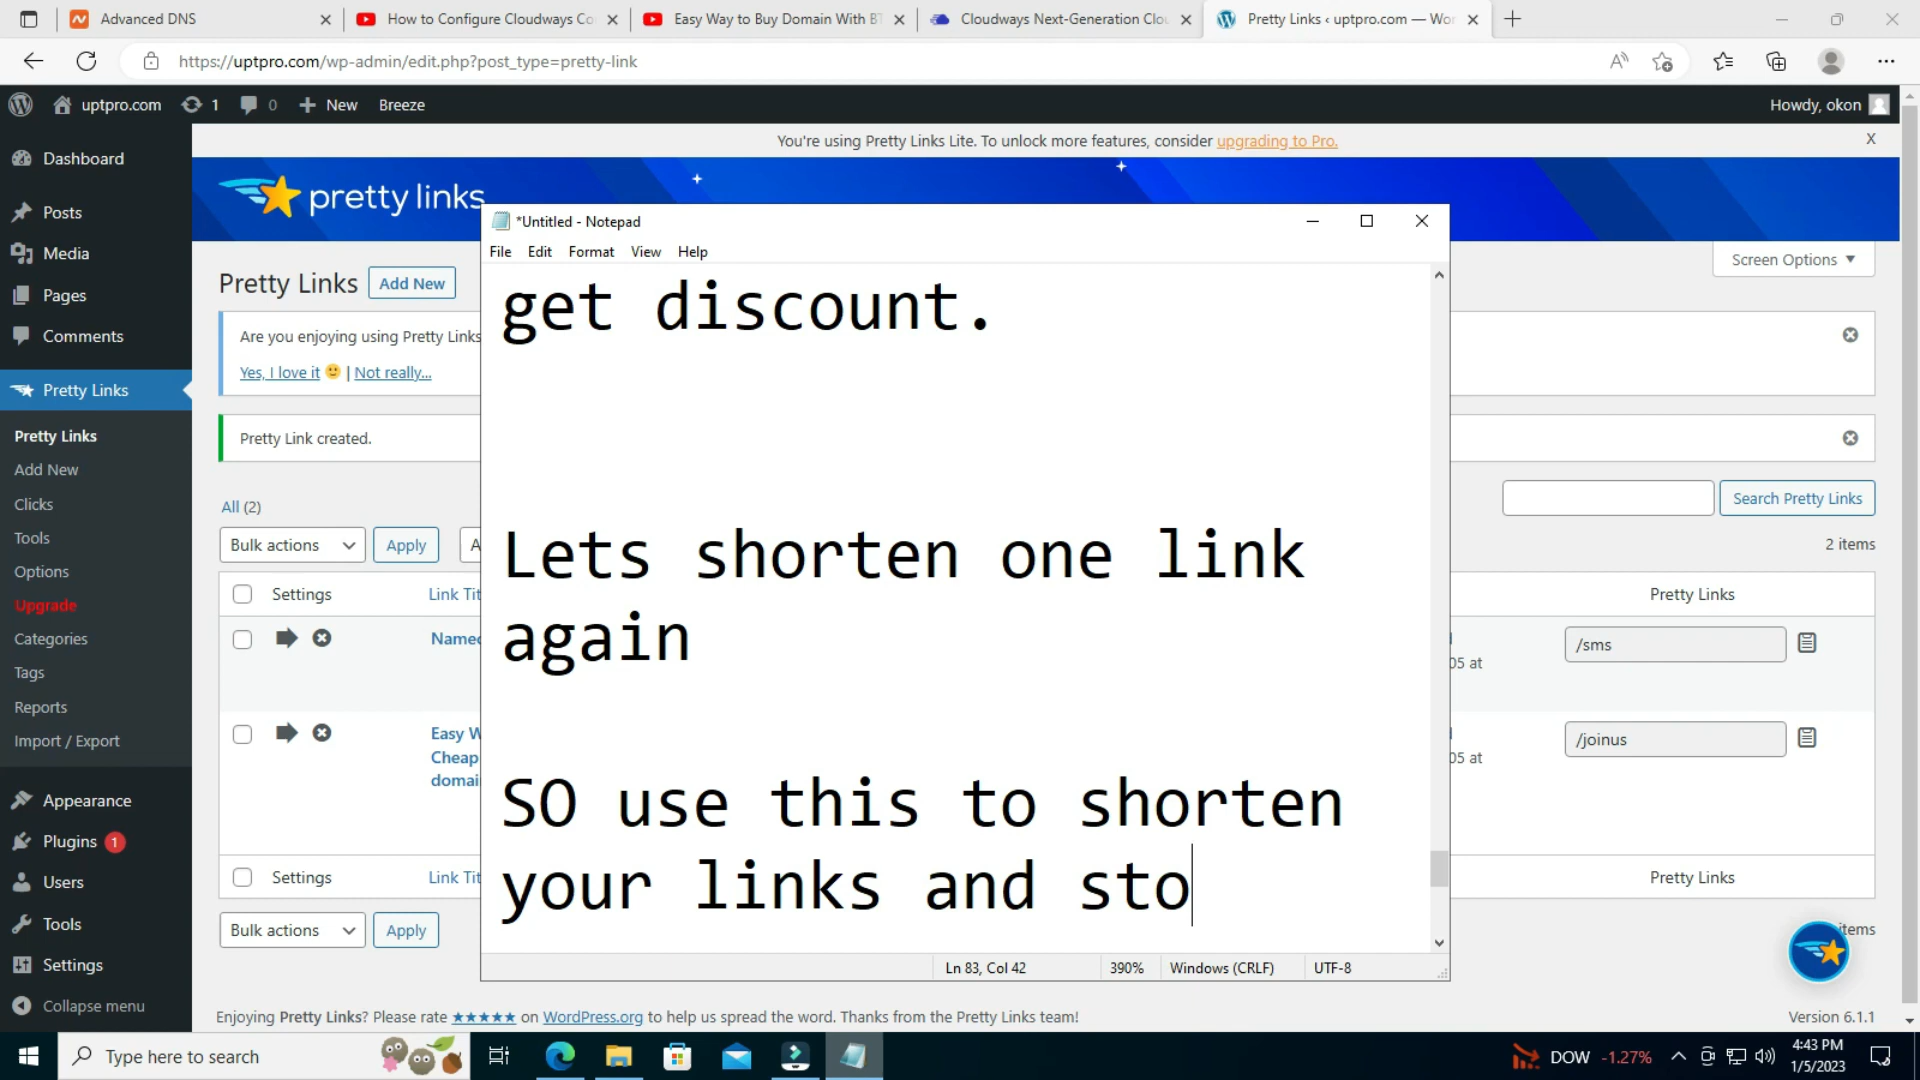 Advanced DNS
How to Configure Cloudways Co
Easy Way to Buy Domain With BT
Cloudways Next-Generation Clou
Pretty Links ‹ uptpro.com — Wor
https://uptpro.com/wp-admin/edit.php?post_type=pretty-link
uptpro.com 1 0 New Breeze
Howdy, okon
You're using Pretty Links Lite. To unlock more features, consider upgrading to Pro. X
pretty links
Dashboard
Posts
Media
Pages
Comments
Pretty Links
Pretty Links
Add New
Clicks
Tools
Options
Upgrade
Categories
Tags
Reports
Import / Export
Appearance
Plugins 1
Users
Tools
Settings
Collapse menu
Screen Options
Pretty Links Add New
Are you enjoying using Pretty Links
Yes, I love it | Not really...
Pretty Link created.
All (2)
Search Pretty Links
Bulk actions Apply A
2 items
Settings Link Tit Pretty Links
Named
05 at
/sms
Easy W
Cheap
domai
05 at
/joinus
Settings Link Tit Pretty Links
Bulk actions Apply
items
*Untitled - Notepad
File Edit Format View Help
get discount.
Lets shorten one link
again
SO use this to shorten
your links and sto
Ln 83, Col 42 390% Windows (CRLF) UTF-8
Enjoying Pretty Links? Please rate ★★★★★ on WordPress.org to help us spread the word. Thanks from the Pretty Links team!
Version 6.1.1
Type here to search
DOW -1.27%
4:43 PM
1/5/2023